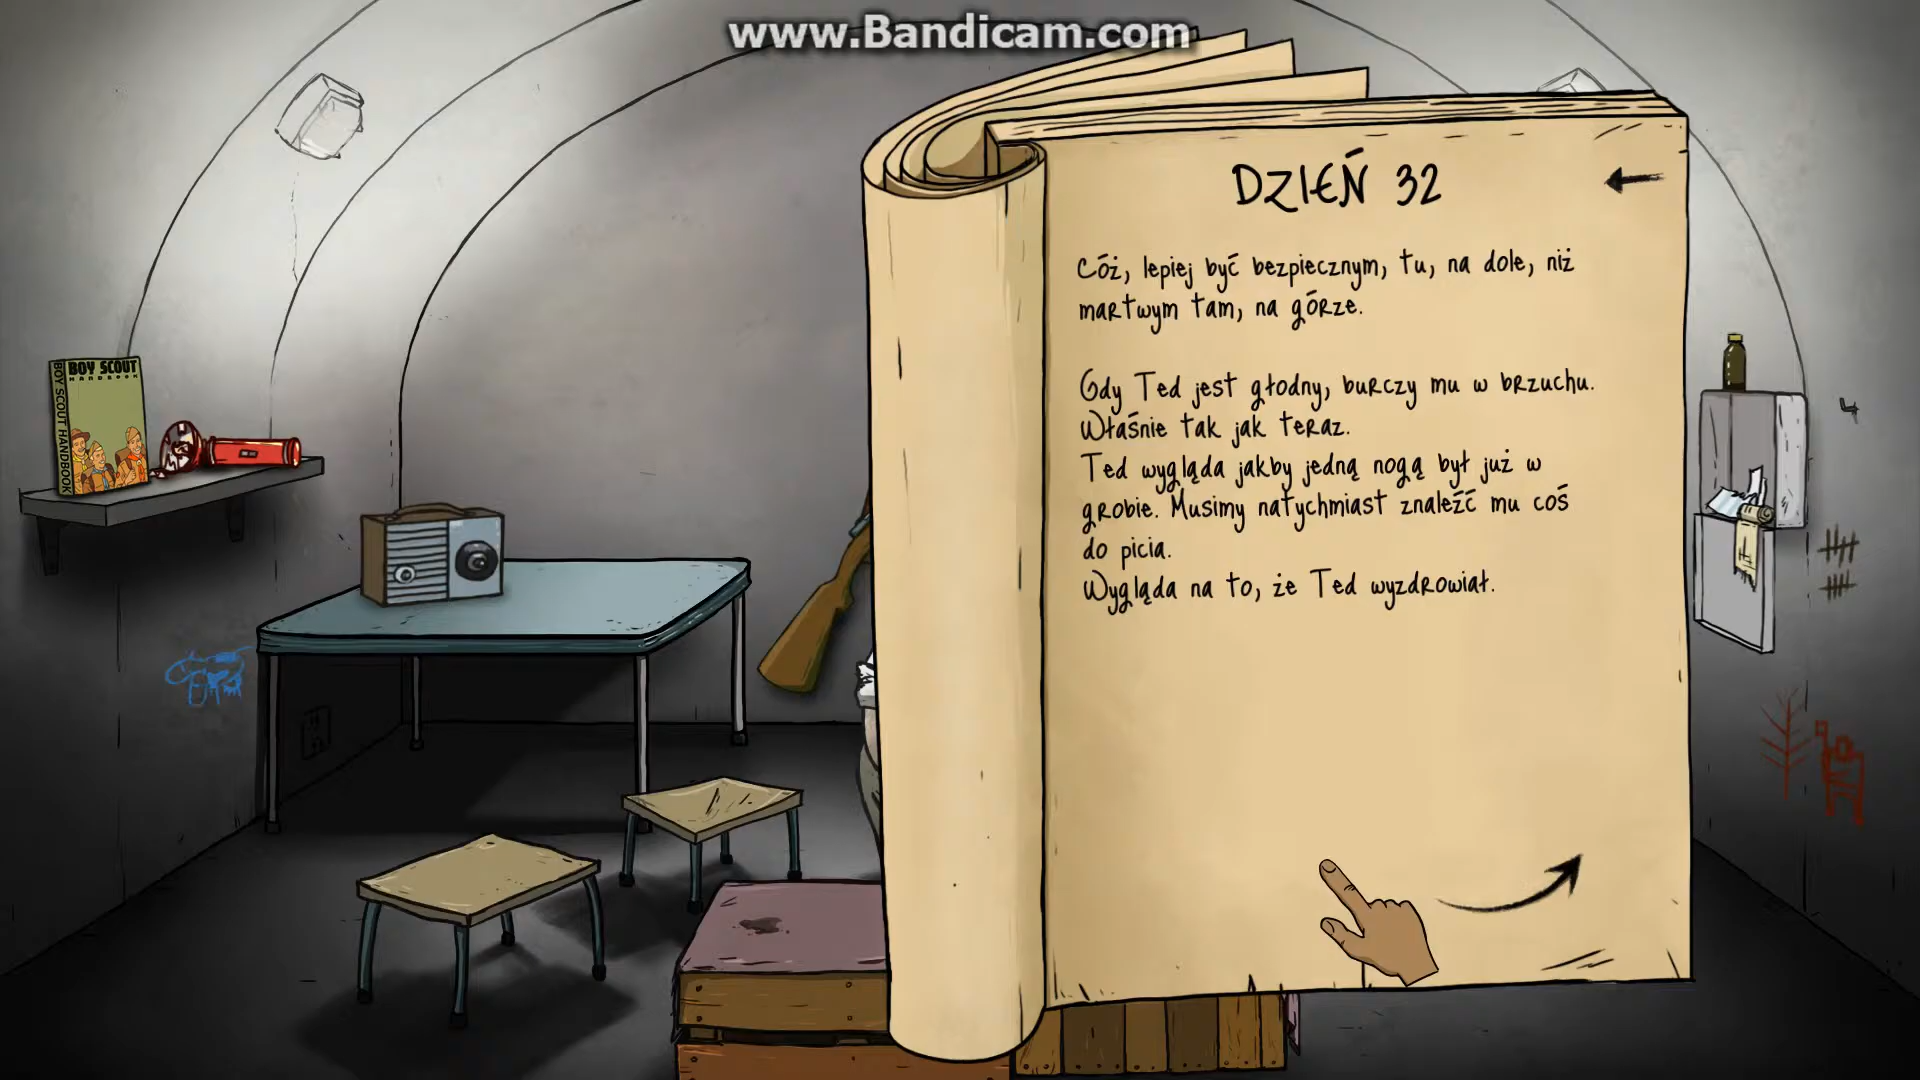 www.Bandicam.com
DZIEŃ 32
Cóż, lepiej być bezpiecznym, tu, na dole, niż
martwym tam, na górze.
Gdy Ted jest głodny, burczy mu w brzuchu.
Właśnie tak jak teraz.
Ted wygląda jakby jedną nogą był już w
grobie. Musimy natychmiast znaleźć mu coś
do picia.
Wygląda na to, że Ted wyzdrowiał.
BOY SCOUT
HANDBOOK
BOY SCOUT HANDBOOK